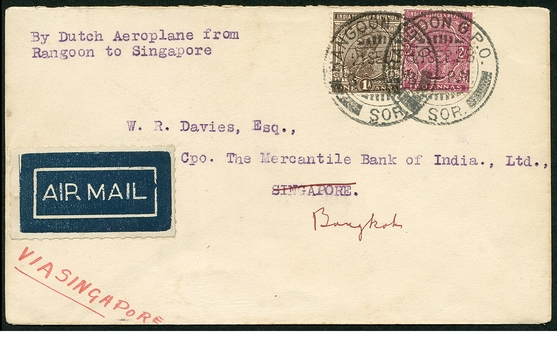 By Dutch Aeroplane from
Rangoon to Singapore
W. R. Davies, Esq.,
Cpo. The Mercantile Bank of India., Ltd.,
SINGAPORE.
Bangkok
AIR MAIL
VIA SINGAPORE
RANGOON G.P.O.
SOR.
SOR.